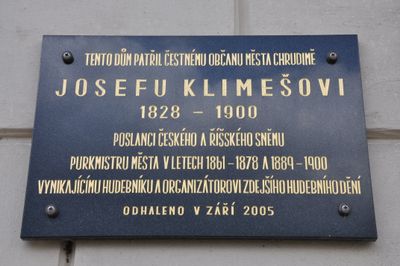 TENTO DŮM PATŘIL ČESTNÉMU OBČANU MĚSTA CHRUDIMĚ
JOSEFU KLIMEŠOVI
1828 – 1900
POSLANCI ČESKÉHO A ŘÍŠSKÉHO SNĚMU
PURKMISTRU MĚSTA V LETECH 1861–1878 A 1889–1900
VYNIKAJÍCÍMU HUDEBNÍKU A ORGANIZÁTOROVI ZDEJŠÍHO HUDEBNÍHO DĚNÍ
ODHALENO V ZÁŘÍ 2005